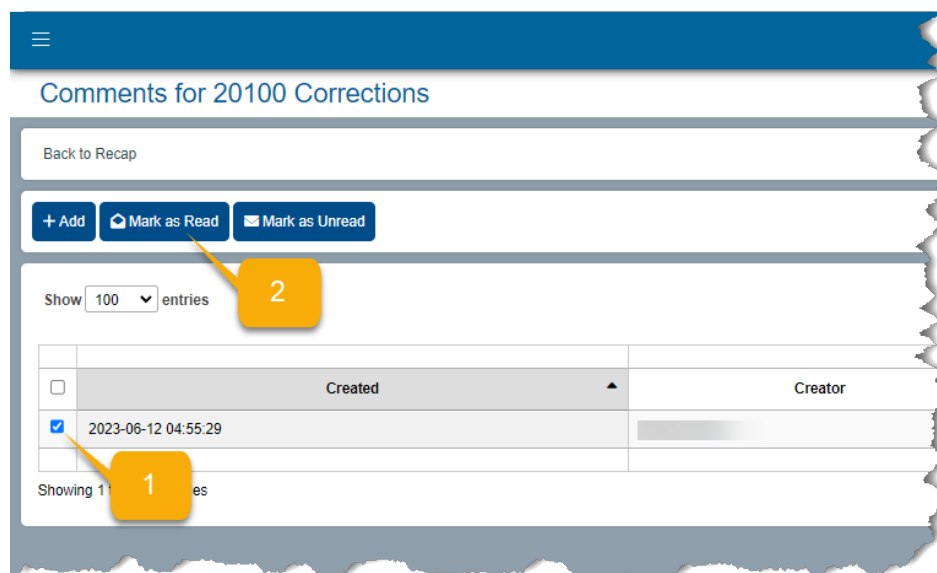 Comments for 20100 Corrections
Back to Recap
+ Add Mark as Read Mark as Unread
2
Show 100 entries
Created Creator
2023-06-12 04:55:29
1
Showing 1